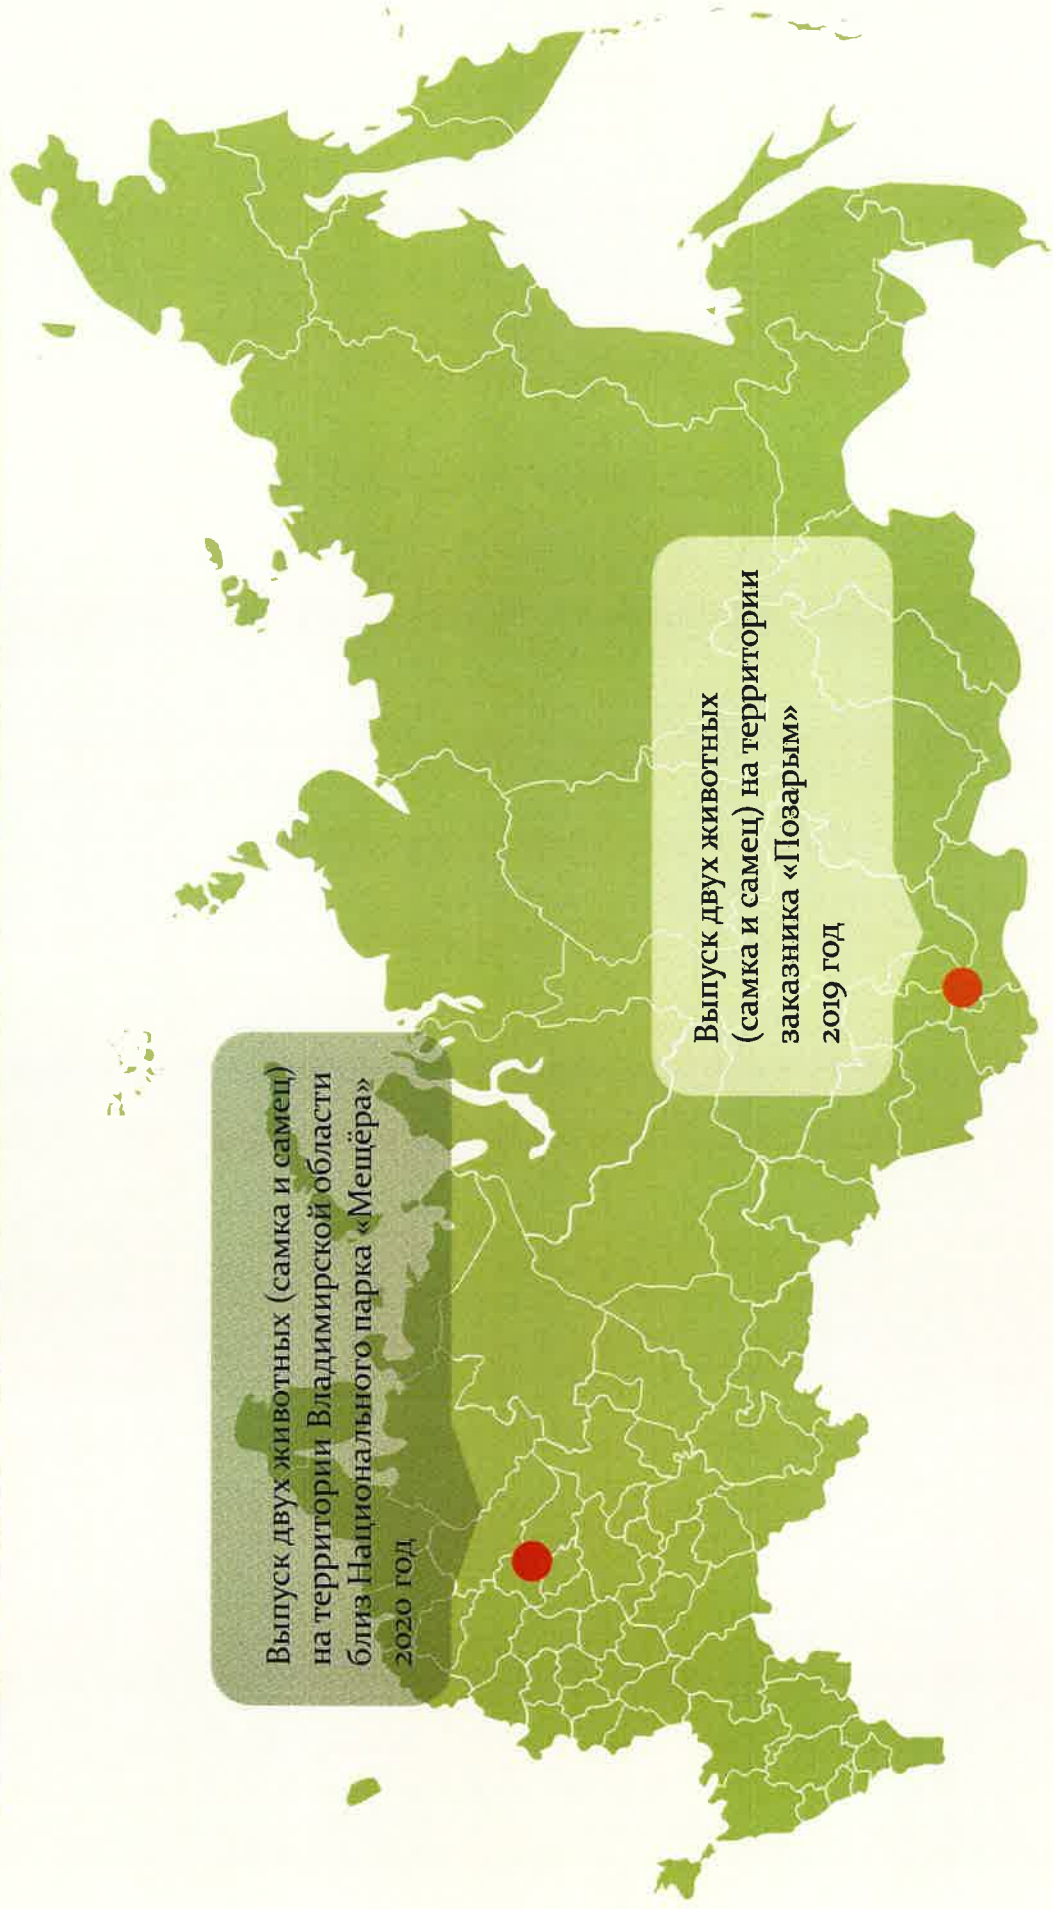 Выпуск двух животных (самка и самец)
на территории Владимирской области
близ Национального парка «Мещёра»
2020 год
Выпуск двух животных
(самка и самец) на территории
заказника «Позарым»
2019 год